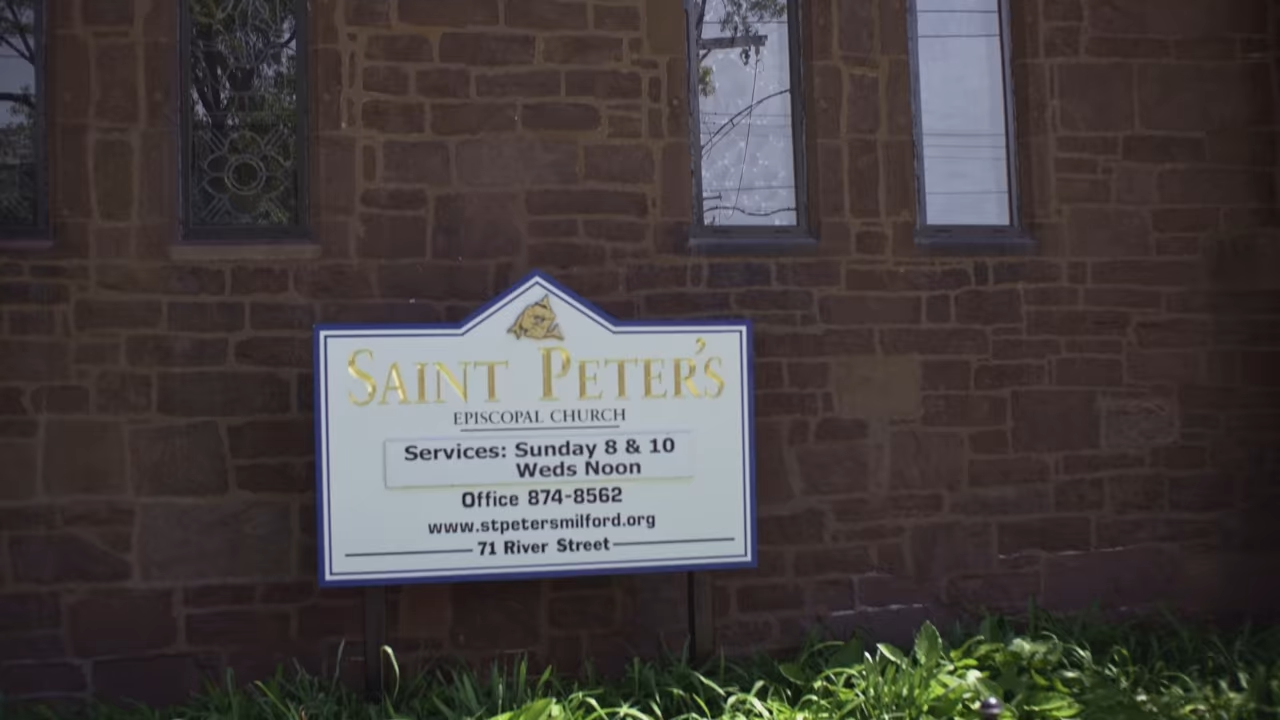 SAINT PETER'S
EPISCOPAL CHURCH
Services: Sunday 8 & 10
Weds Noon
Office 874-8562
www.stpetersmilford.org
71 River Street